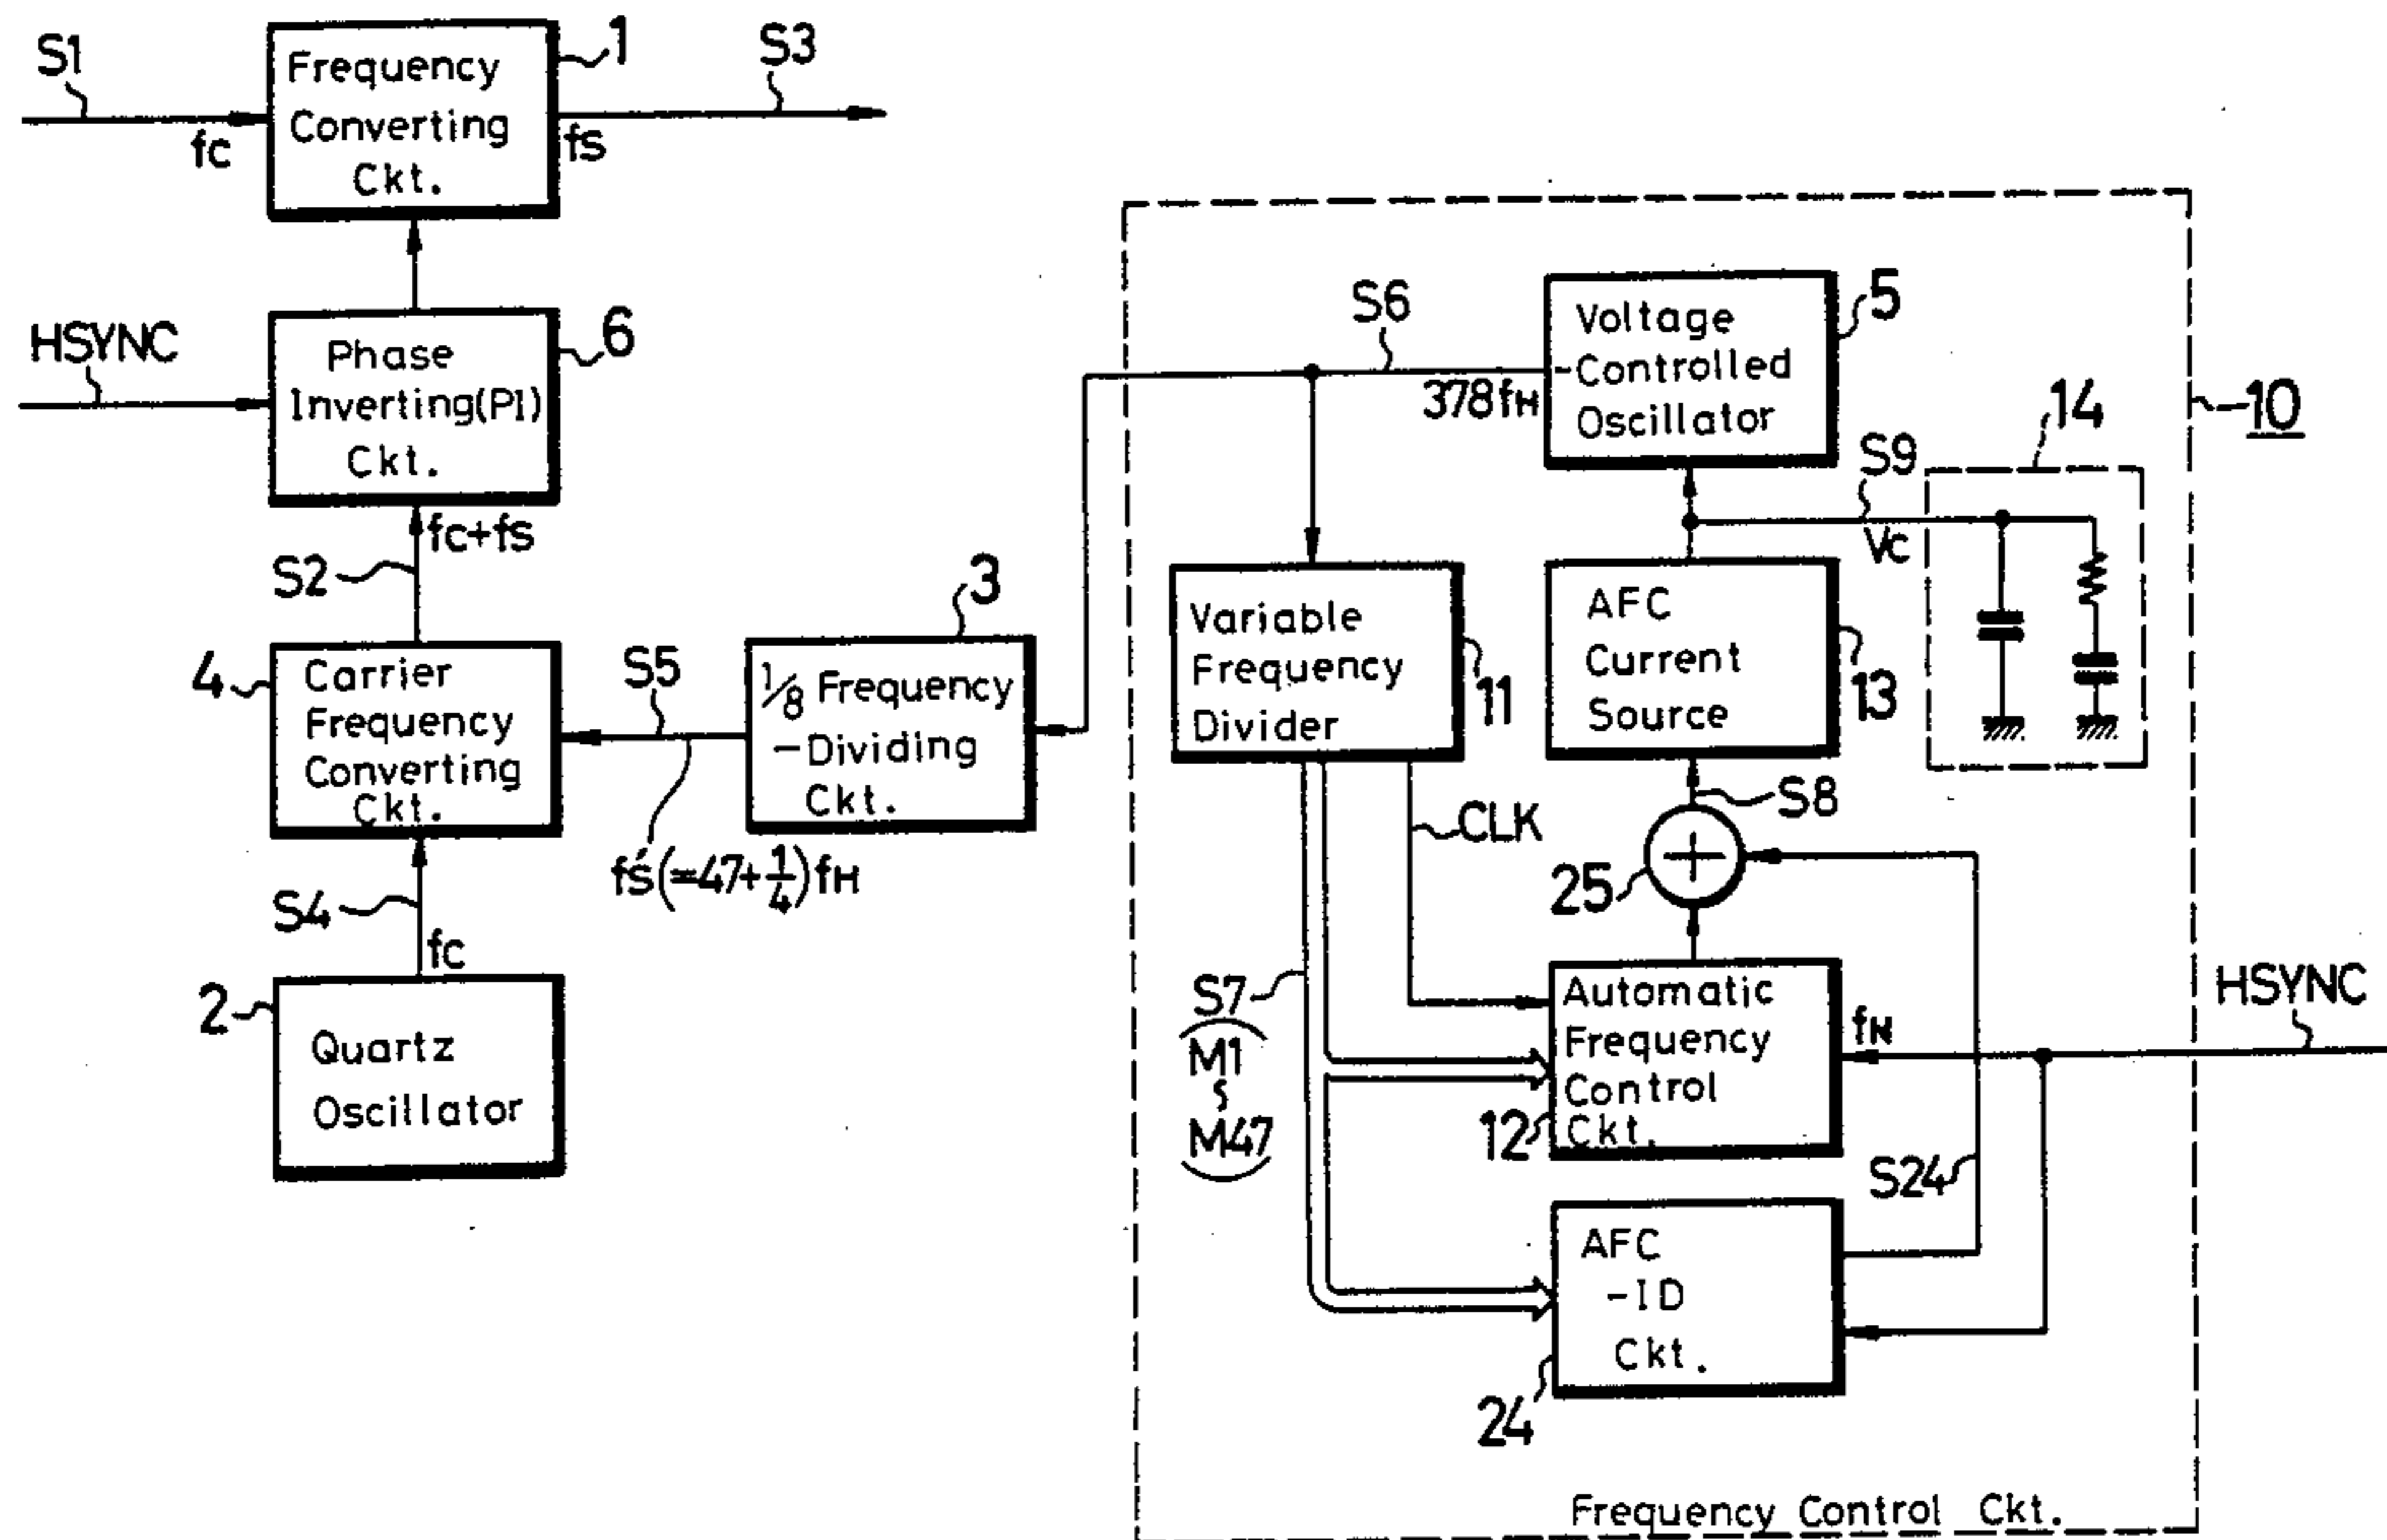 S1
fc
Frequency
Converting
Ckt.
1
fs
S3
HSYNC
Phase
Inverting(PI)
Ckt.
6
S2
fc+fs
4
Carrier
Frequency
Converting
Ckt.
S5
3
1/8 Frequency
-Dividing
Ckt.
fs'(=47+1/4)fH
S4
fc
2
Quartz
Oscillator
S6
378fH
Voltage
-Controlled
Oscillator
5
10
14
S9
Vc
Variable
Frequency
Divider
11
AFC
Current
Source
13
CLK
S8
25
S7
M1
M47
Automatic
Frequency
Control
Ckt.
12
fH
HSYNC
S24
AFC
-ID
Ckt.
24
Frequency Control Ckt.